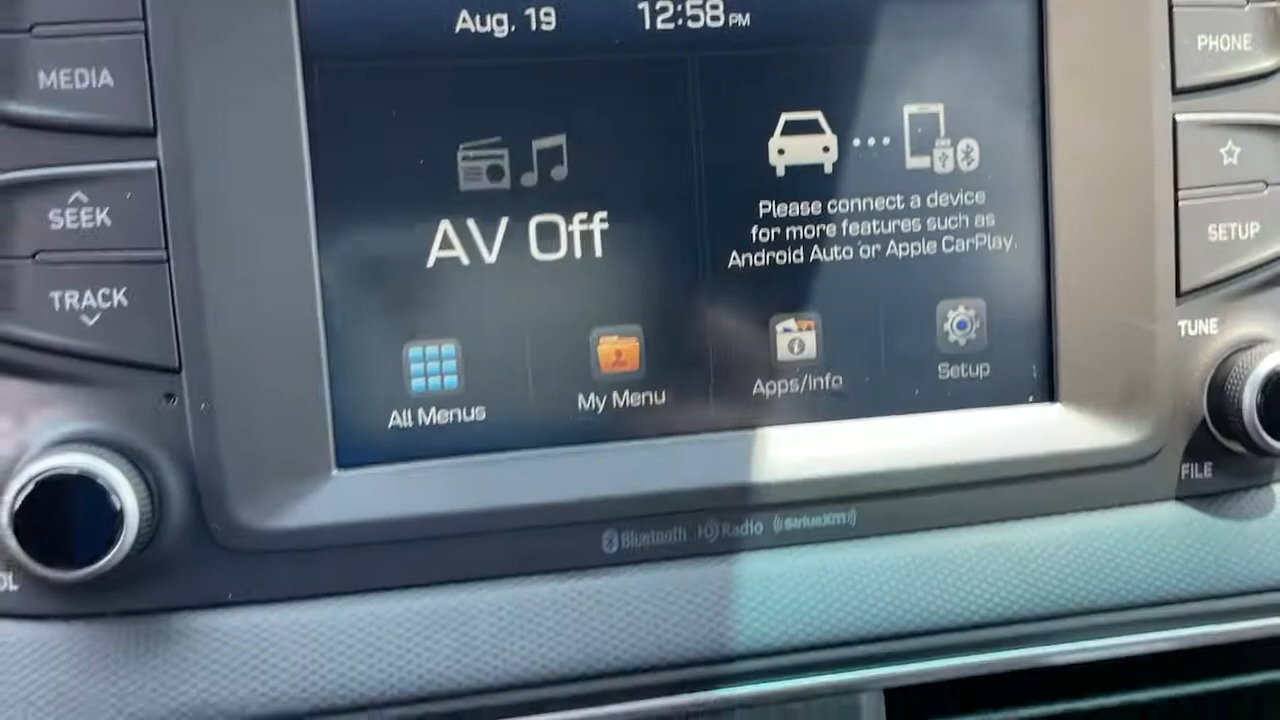 Aug. 19 12:58 PM
MEDIA
SEEK
TRACK
AV Off
Please connect a device
for more features such as
Android Auto or Apple CarPlay.
All Menus
My Menu
Apps/Info
Setup
PHONE
SETUP
TUNE
FILE
Bluetooth HD Radio ((siriusxm))
OL